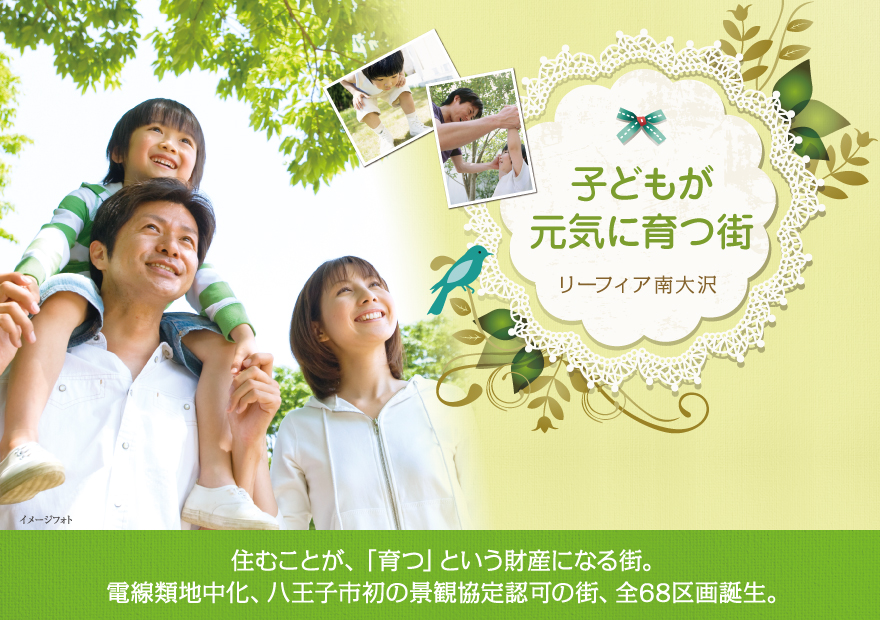 子どもが
元気に育つ街
リーフィア南大沢
イメージフォト
住むことが、「育つ」という財産になる街。
電線類地中化、八王子市初の景観協定認可の街、全68区画誕生。